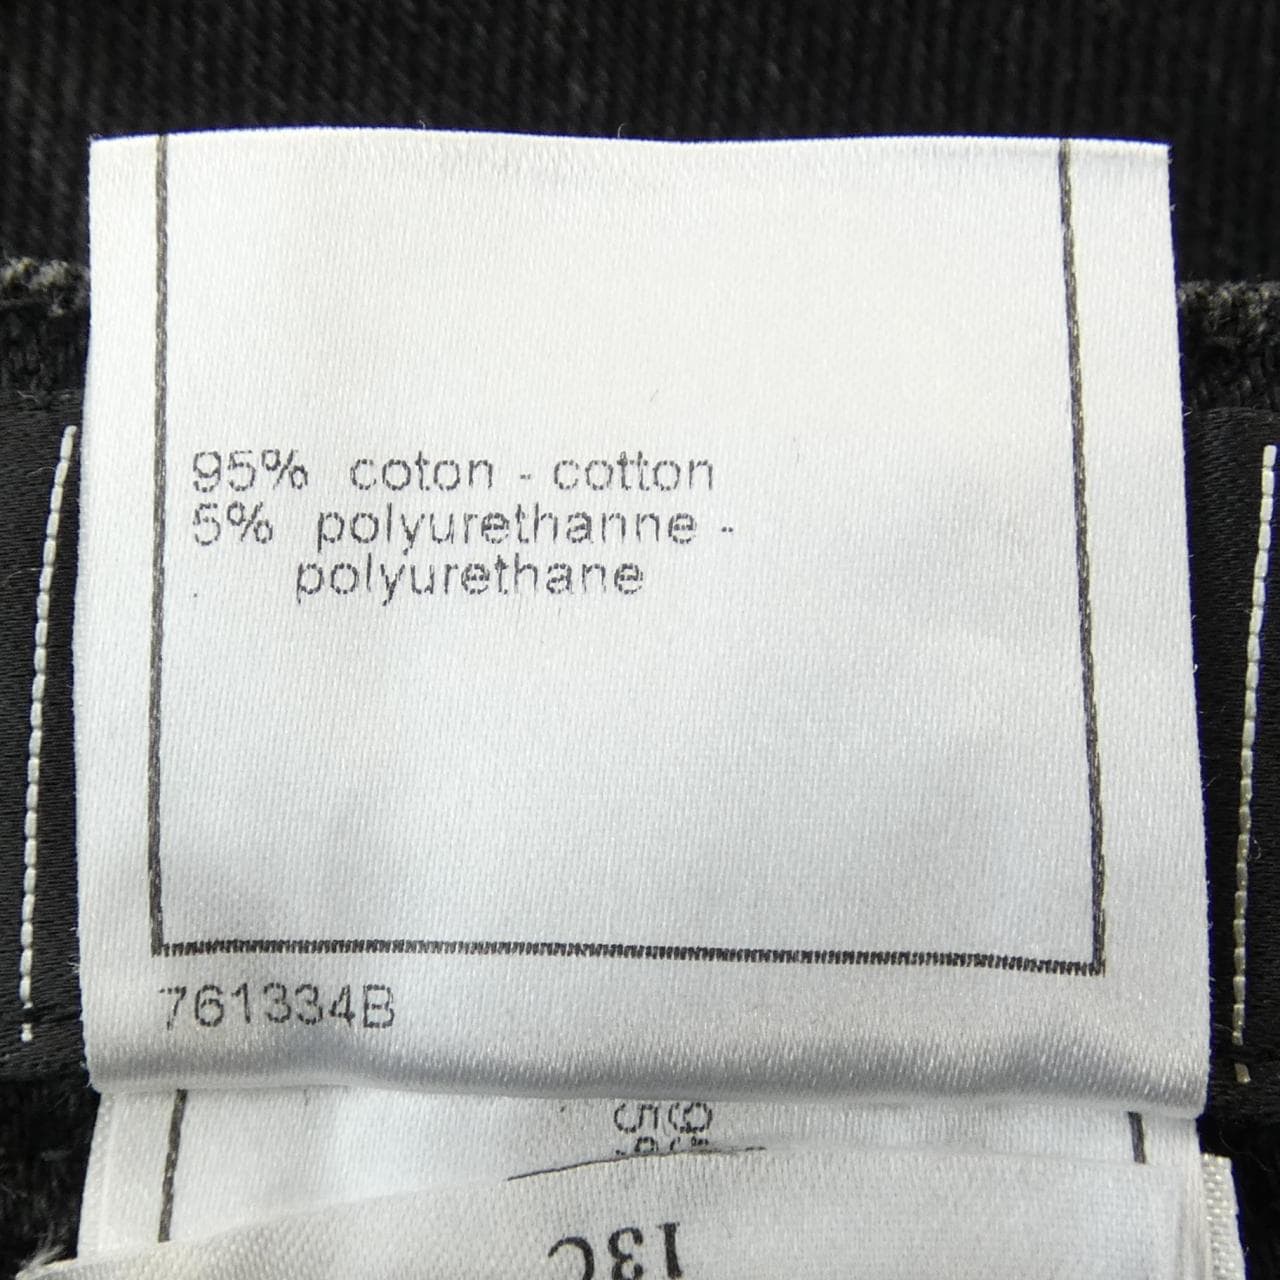 95% coton - cotton
5% polyurethanne -
polyurethane
761334B
13C